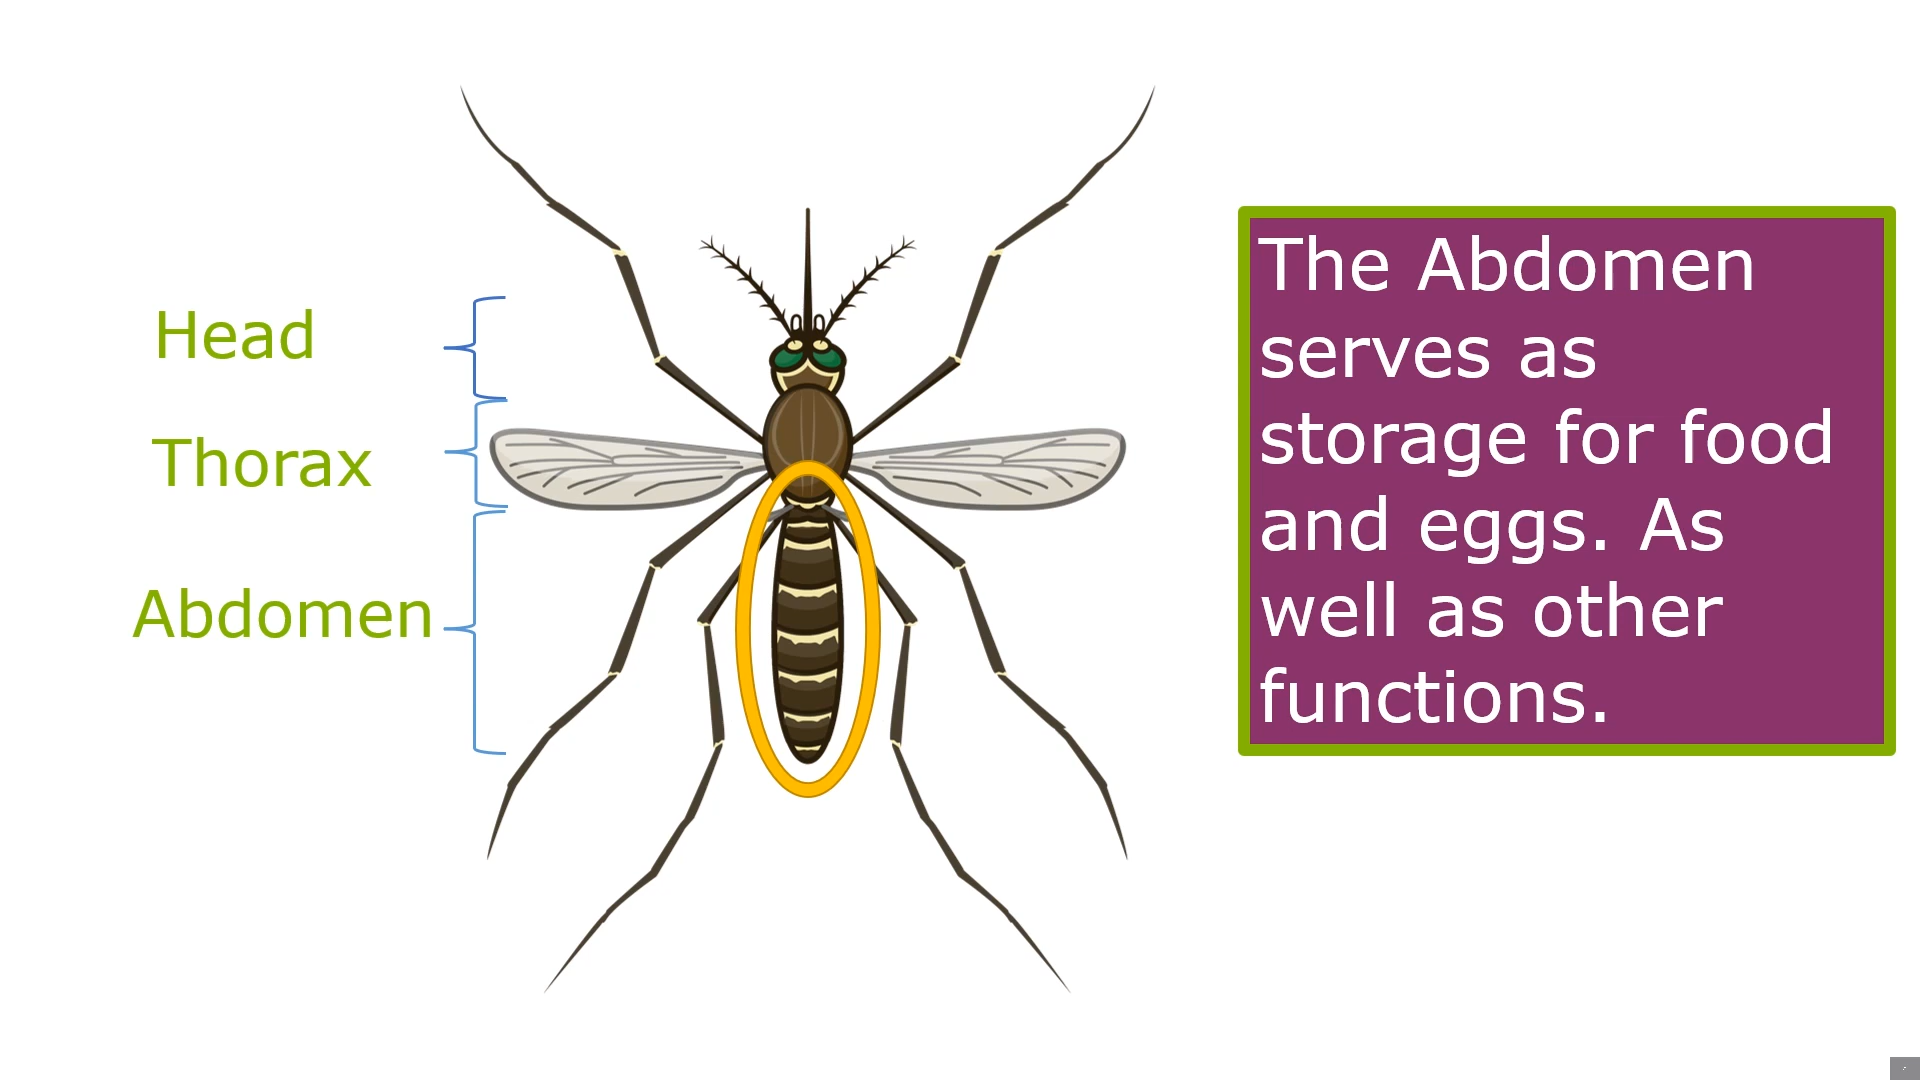 Head
Thorax
Abdomen
The Abdomen
serves as
storage for food
and eggs. As
well as other
functions.